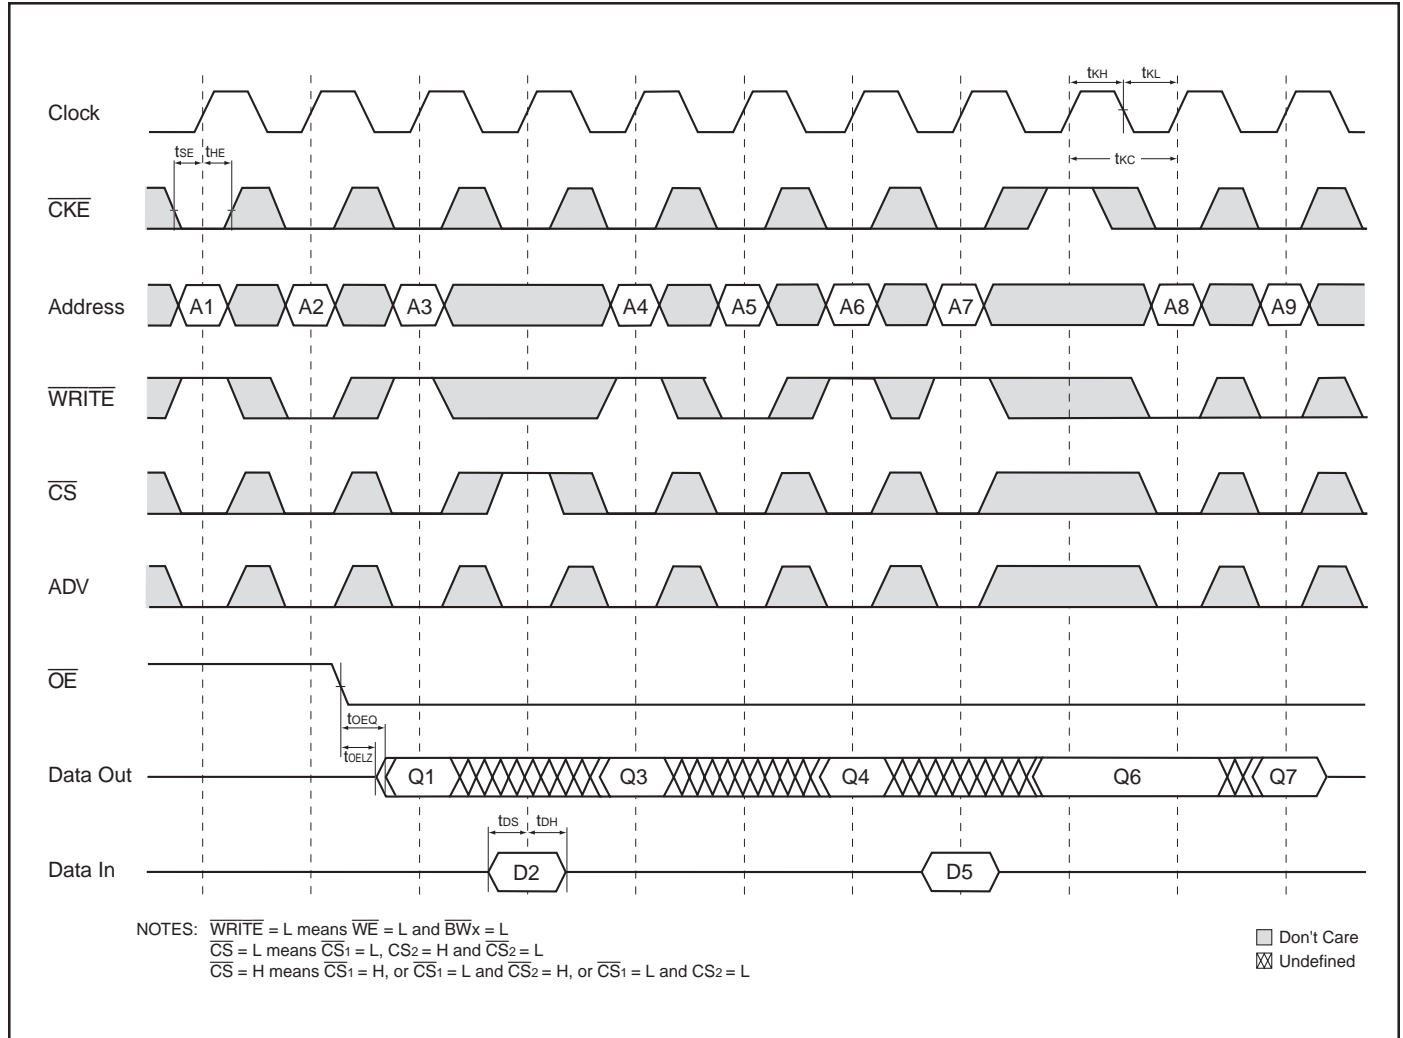 tKH tKL
Clock
tSE tHE
tKC
CKE
Address A1 A2 A3 A4 A5 A6 A7 A8 A9
WRITE
CS
ADV
OE
tOEQ
tOELZ
Data Out Q1 Q3 Q4 Q6 Q7
tDS tDH
Data In D2 D5
NOTES: WRITE = L means WE = L and BWx = L
CS = L means CS1 = L, CS2 = H and CS2 = L
CS = H means CS1 = H, or CS1 = L and CS2 = H, or CS1 = L and CS2 = L
Don't Care
Undefined